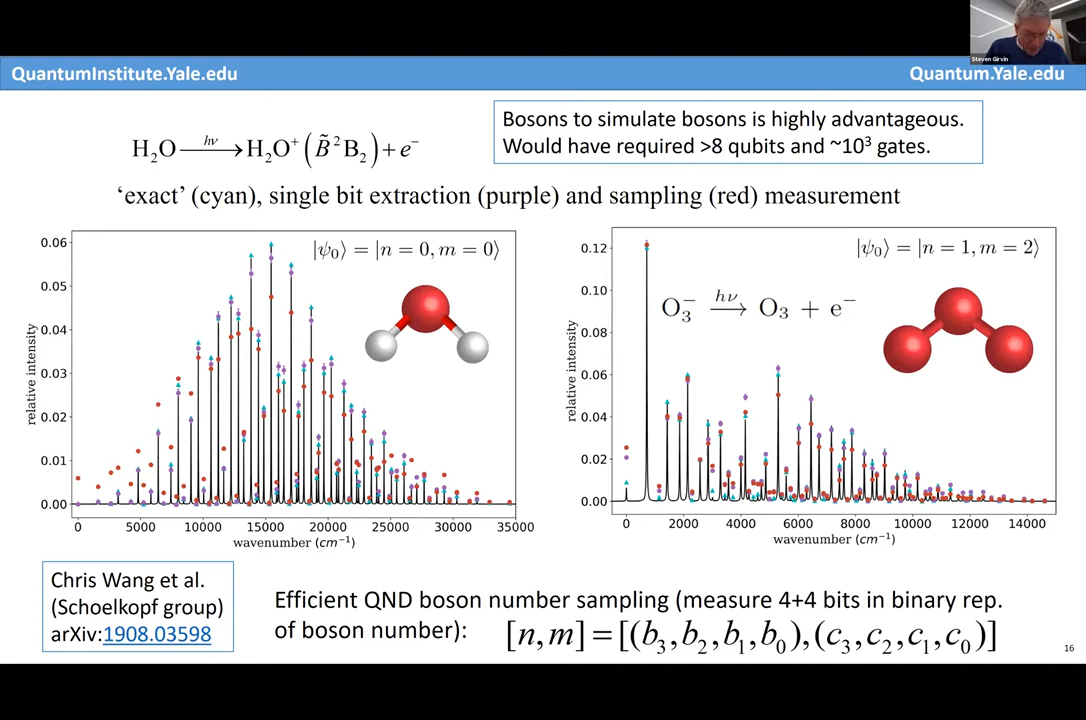 Steven Girvin
QuantumInstitute.Yale.edu
Quantum.Yale.edu
H₂O hν⟶ H₂O⁺ (B̃ ²B₂) + e⁻
Bosons to simulate bosons is highly advantageous.
Would have required >8 qubits and ~10³ gates.
‘exact’ (cyan), single bit extraction (purple) and sampling (red) measurement
|ψ₀⟩ = |n = 0, m = 0⟩
0.06
0.05
0.04
0.03
0.02
0.01
0.00
relative intensity
0 5000 10000 15000 20000 25000 30000 35000
wavenumber (cm⁻¹)
|ψ₀⟩ = |n = 1, m = 2⟩
O₃⁻ hν⟶ O₃ + e⁻
0.12
0.10
0.08
0.06
0.04
0.02
0.00
relative intensity
0 2000 4000 6000 8000 10000 12000 14000
wavenumber (cm⁻¹)
Chris Wang et al.
(Schoelkopf group)
arXiv:1908.03598
Efficient QND boson number sampling (measure 4+4 bits in binary rep.
of boson number): [n,m]=[(b₃,b₂,b₁,b₀),(c₃,c₂,c₁,c₀)]
16